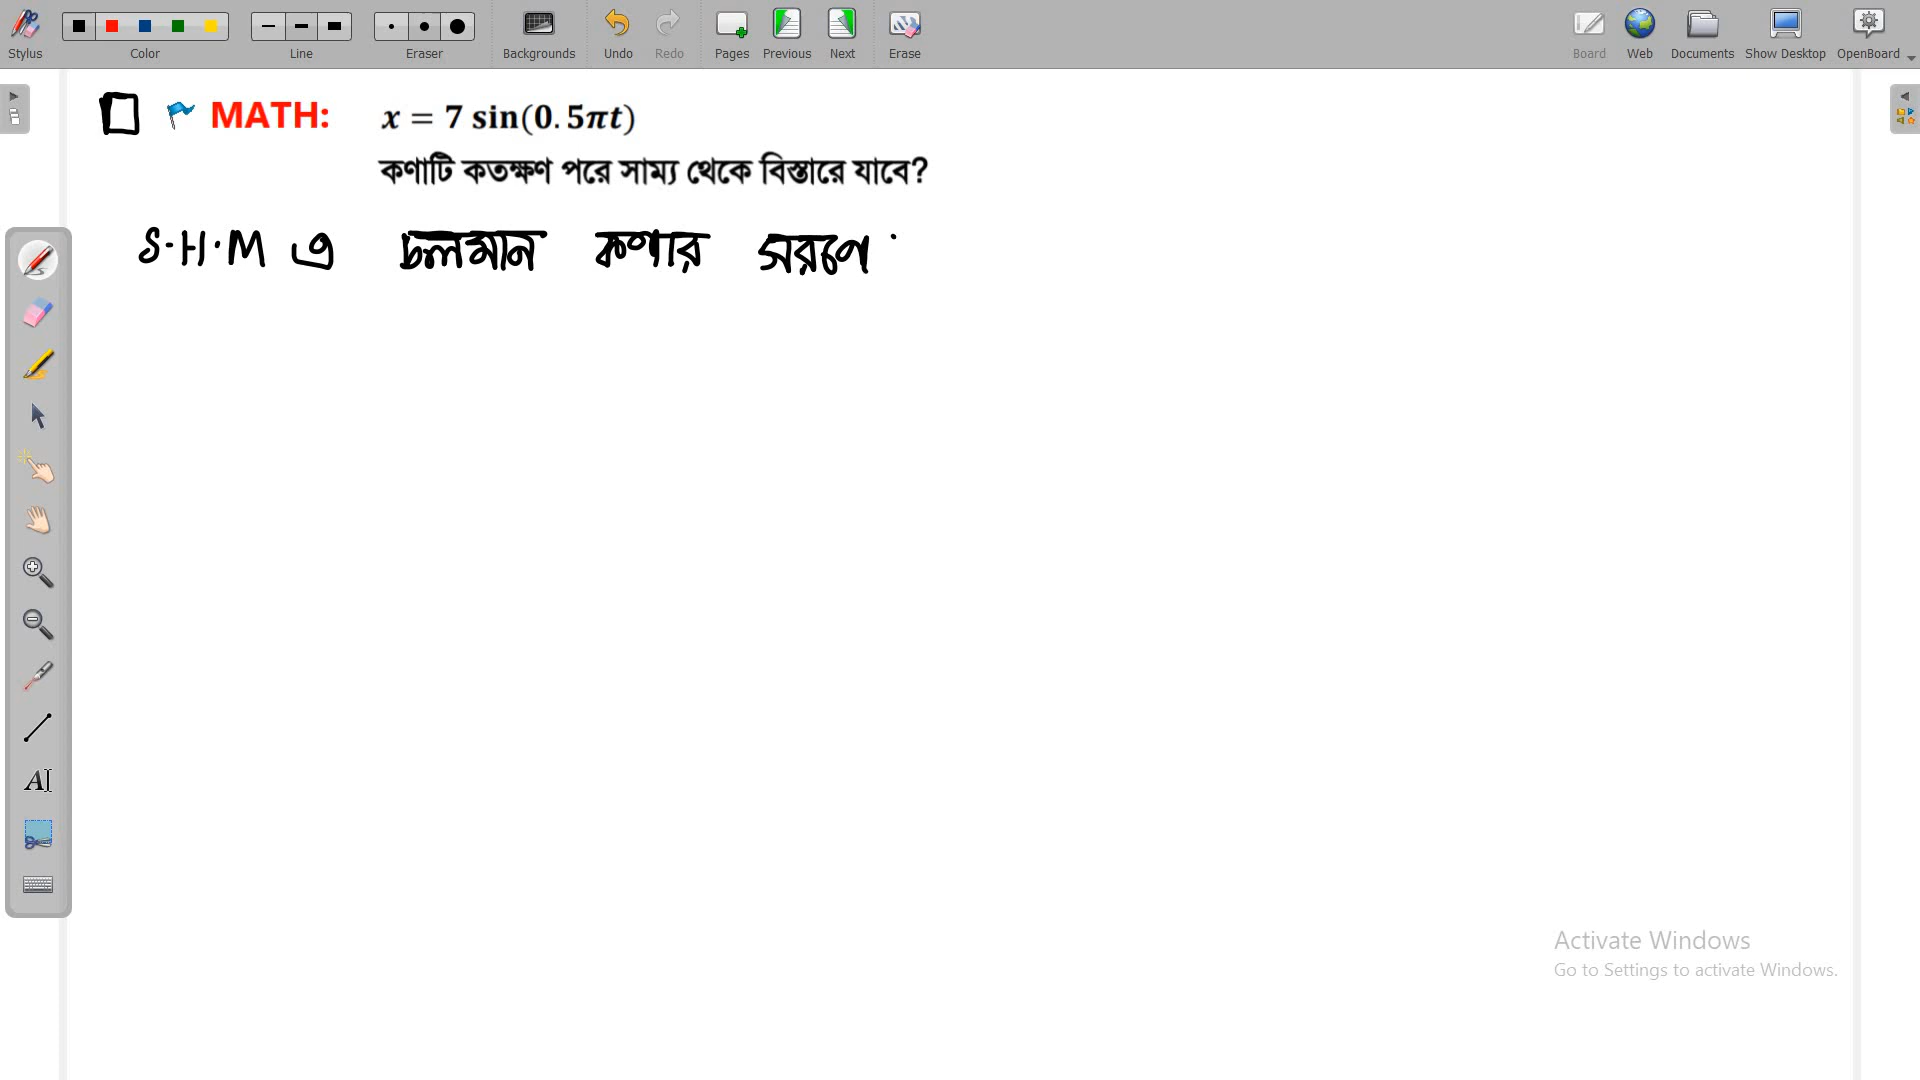 Stylus Color Line Eraser Backgrounds Undo Redo Pages Previous Next Erase Board Web Documents Show Desktop OpenBoard
MATH: x = 7 sin(0.5πt)
কণাটি কতক্ষণ পরে সাম্য থেকে বিস্তারে যাবে?
S.H.M এ চলমান কণার সরণে
Activate Windows
Go to Settings to activate Windows.